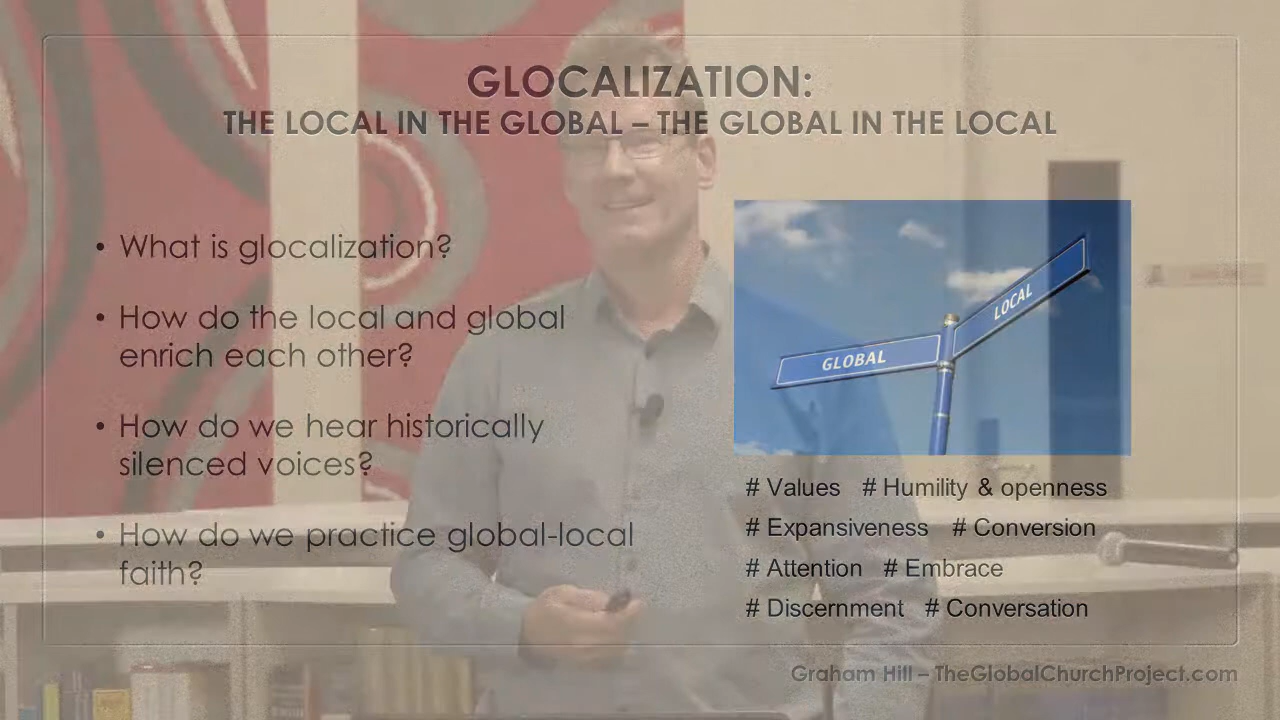 GLOCALIZATION:
THE LOCAL IN THE GLOBAL – THE GLOBAL IN THE LOCAL
• What is glocalization?
• How do the local and global
enrich each other?
• How do we hear historically
silenced voices?
• How do we practice global-local
faith?
GLOBAL
LOCAL
# Values # Humility & openness
# Expansiveness # Conversion
# Attention # Embrace
# Discernment # Conversation
Graham Hill – TheGlobalChurchProject.com